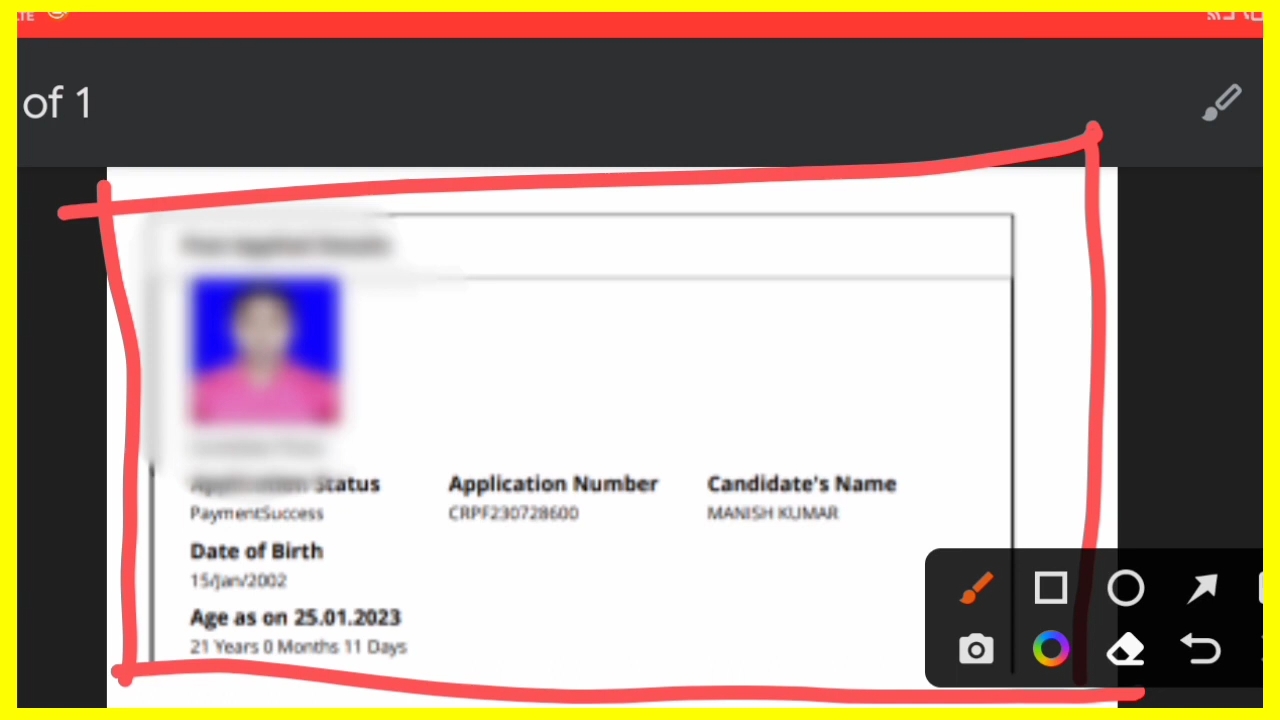 LTE
of 1
Status
Application Number
Candidate's Name
PaymentSuccess
CRPF230728600
MANISH KUMAR
Date of Birth
15/Jan/2002
Age as on 25.01.2023
21 Years 0 Months 11 Days